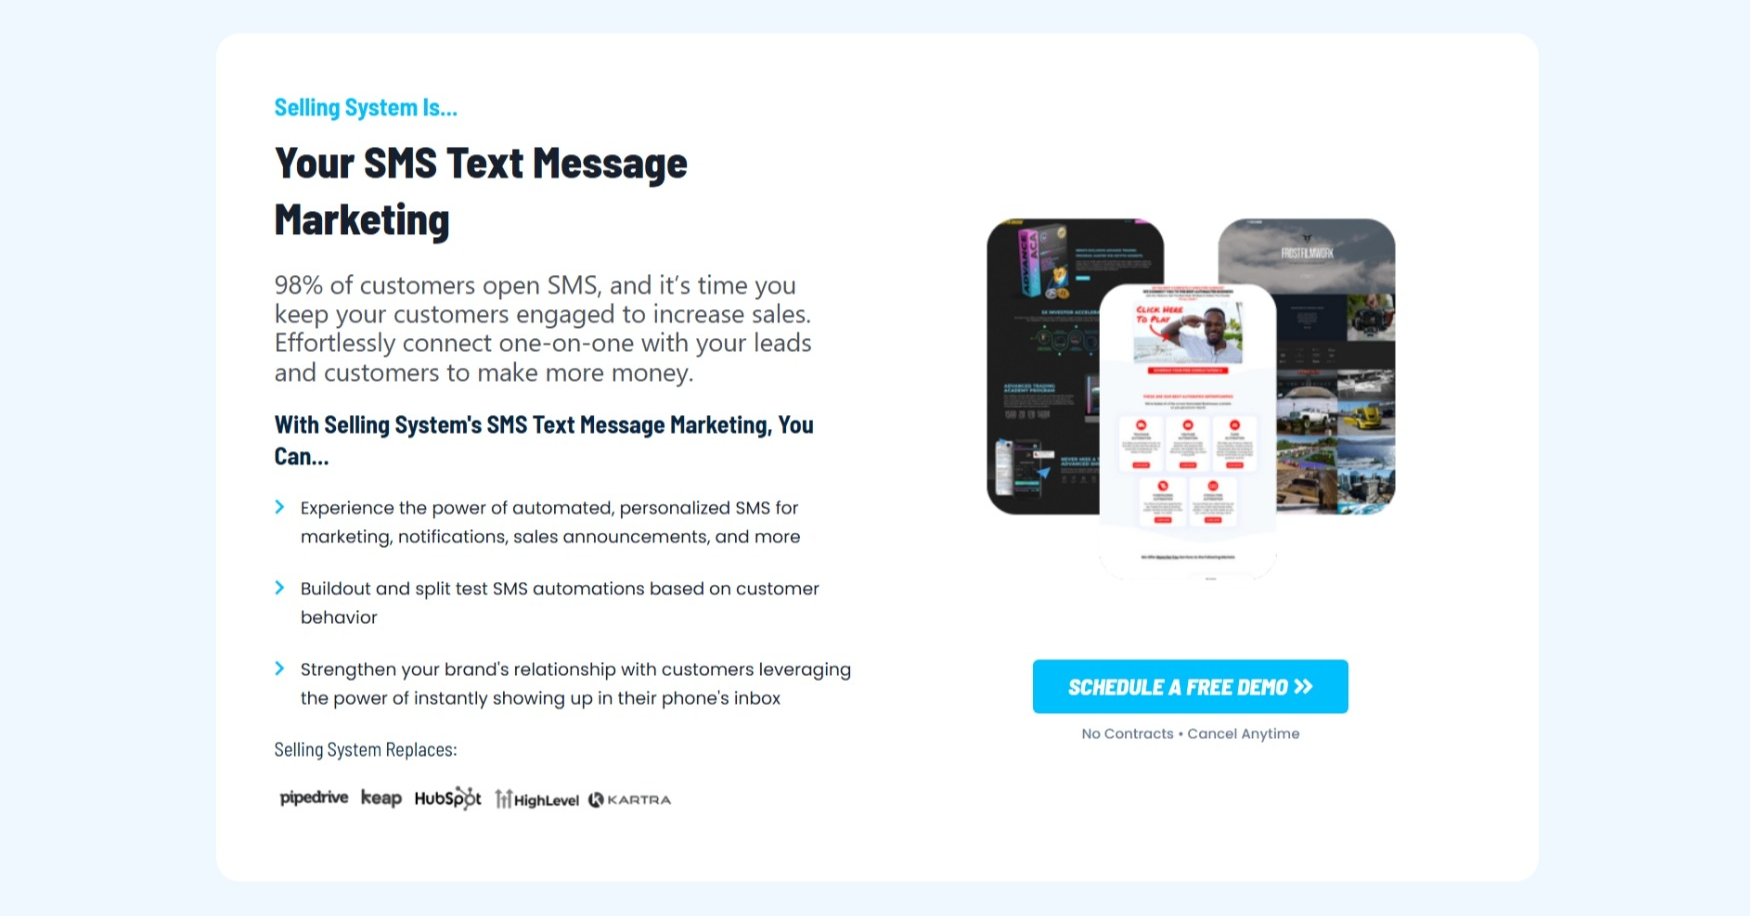 Selling System Is...
Your SMS Text Message
Marketing
98% of customers open SMS, and it's time you
keep your customers engaged to increase sales.
Effortlessly connect one-on-one with your leads
and customers to make more money.
With Selling System's SMS Text Message Marketing, You
Can...
Experience the power of automated, personalized SMS for
marketing, notifications, sales announcements, and more
Buildout and split test SMS automations based on customer
behavior
Strengthen your brand's relationship with customers leveraging
the power of instantly showing up in their phone's inbox
Selling System Replaces:
pipedrive keap HubSpot HighLevel KARTRA
ADVANCE
ACA
FROSTFILMWORK
CLICK HERE
TO PLAY
SCHEDULE A FREE DEMO »
No Contracts • Cancel Anytime